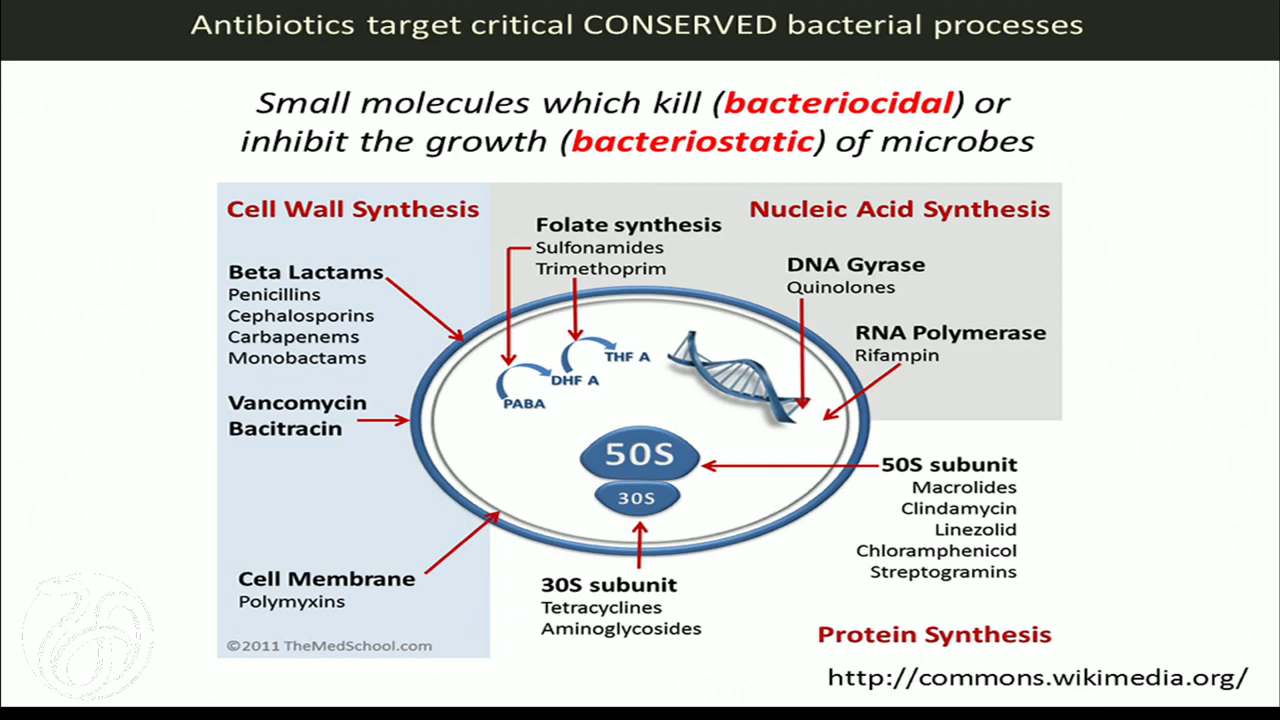 Antibiotics target critical CONSERVED bacterial processes
Small molecules which kill (bacteriocidal) or
inhibit the growth (bacteriostatic) of microbes
Cell Wall Synthesis
Beta Lactams
Penicillins
Cephalosporins
Carbapenems
Monobactams
Vancomycin
Bacitracin
Cell Membrane
Polymyxins
©2011 TheMedSchool.com
Folate synthesis
Sulfonamides
Trimethoprim
PABA
DHF A
THF A
Nucleic Acid Synthesis
DNA Gyrase
Quinolones
RNA Polymerase
Rifampin
50S
30S
50S subunit
Macrolides
Clindamycin
Linezolid
Chloramphenicol
Streptogramins
30S subunit
Tetracyclines
Aminoglycosides
Protein Synthesis
http://commons.wikimedia.org/